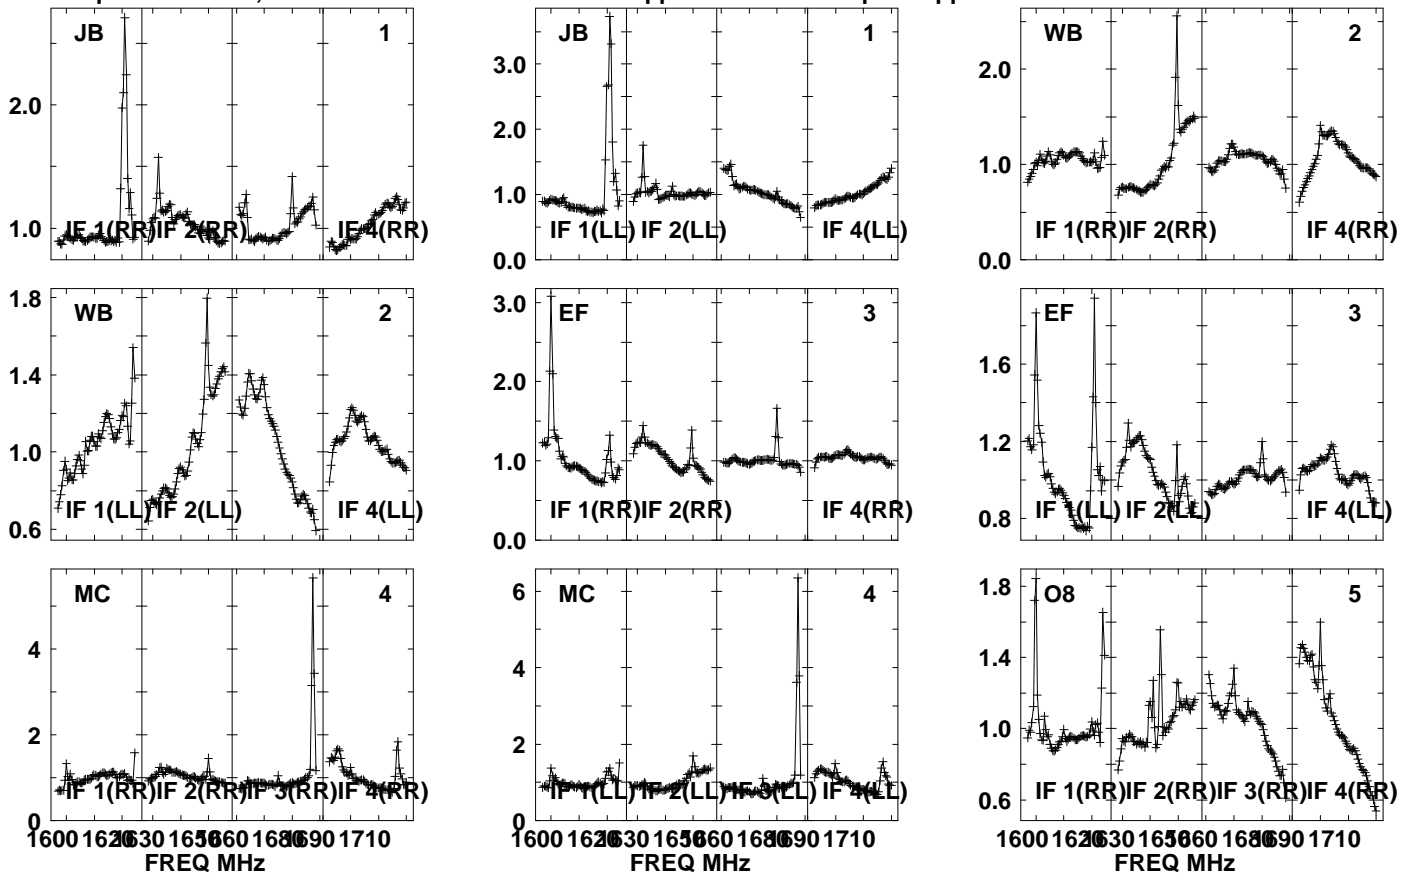 JB 1
JB 1
WB 2
2.0
1.0
3.0
2.0
1.0
0.0
2.0
1.0
0.0
IF 1(RR) IF 2(RR) IF 4(RR)
IF 1(LL) IF 2(LL) IF 4(LL)
IF 1(RR) IF 2(RR) IF 4(RR)
WB 2
EF 3
EF 3
1.8
1.4
1.0
0.6
3.0
2.0
1.0
0.0
1.6
1.2
0.8
IF 1(LL) IF 2(LL) IF 4(LL)
IF 1(RR) IF 2(RR) IF 4(RR)
IF 1(LL) IF 2(LL) IF 4(LL)
MC 4
MC 4
O8 5
4
2
0
6
4
2
0
1.8
1.4
1.0
0.6
IF 1(RR) IF 2(RR) IF 3(RR) IF 4(RR)
IF 1(LL) IF 2(LL) IF 3(LL) IF 4(LL)
IF 1(RR) IF 2(RR) IF 3(RR) IF 4(RR)
1600 1620 1630 1650 1660 1680 1690 1710
1600 1620 1630 1650 1660 1680 1690 1710
1600 1620 1630 1650 1660 1680 1690 1710
FREQ MHz
FREQ MHz
FREQ MHz